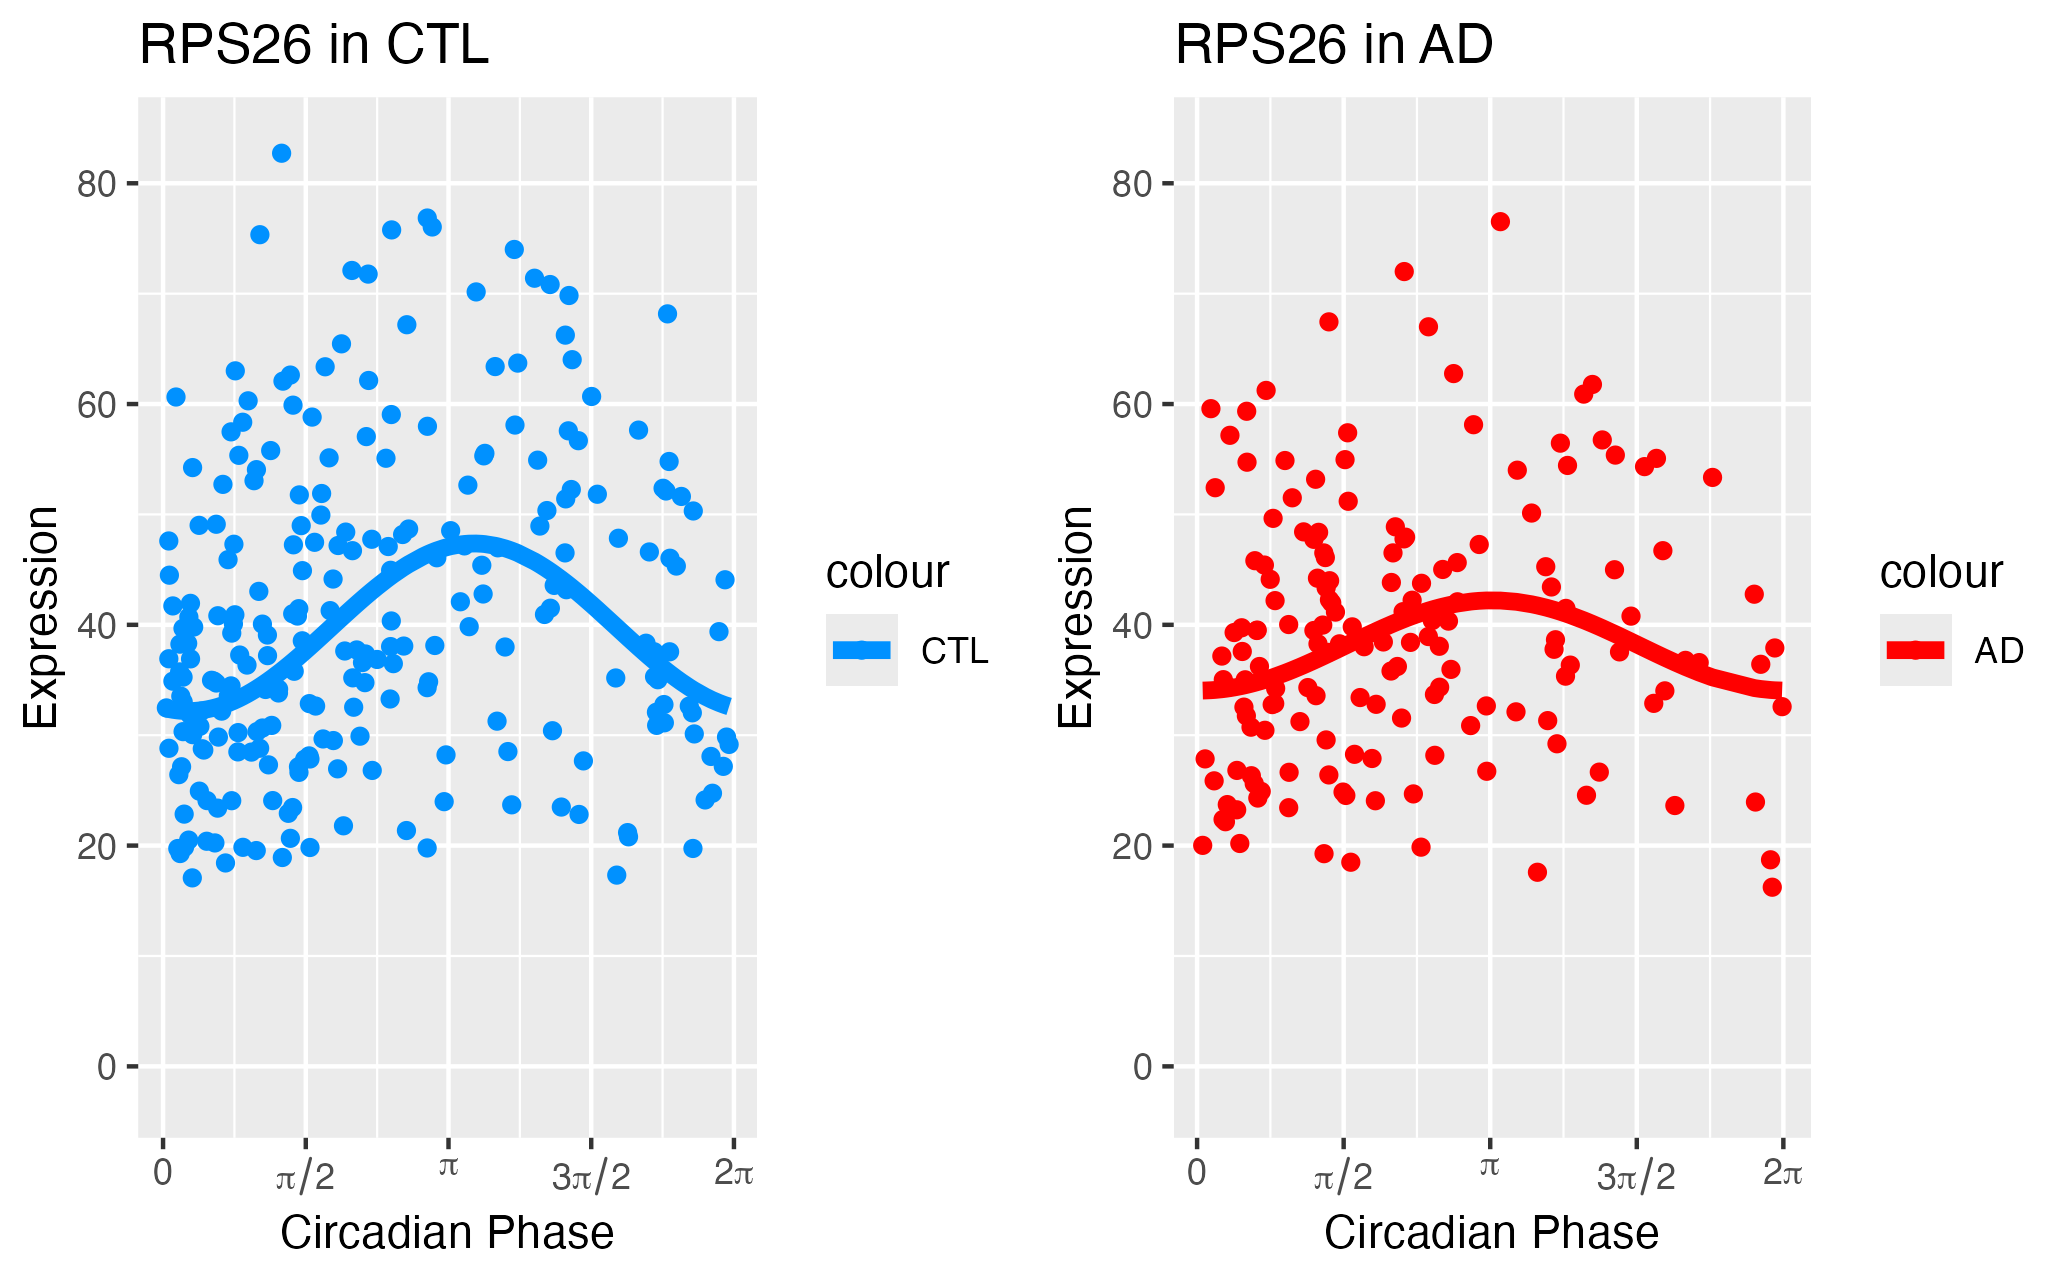 RPS26 in CTL
80
60
40
20
0
Expression
0
π/2
π
3π/2
2π
Circadian Phase
colour
CTL
RPS26 in AD
80
60
40
20
0
Expression
0
π/2
π
3π/2
2π
Circadian Phase
colour
AD